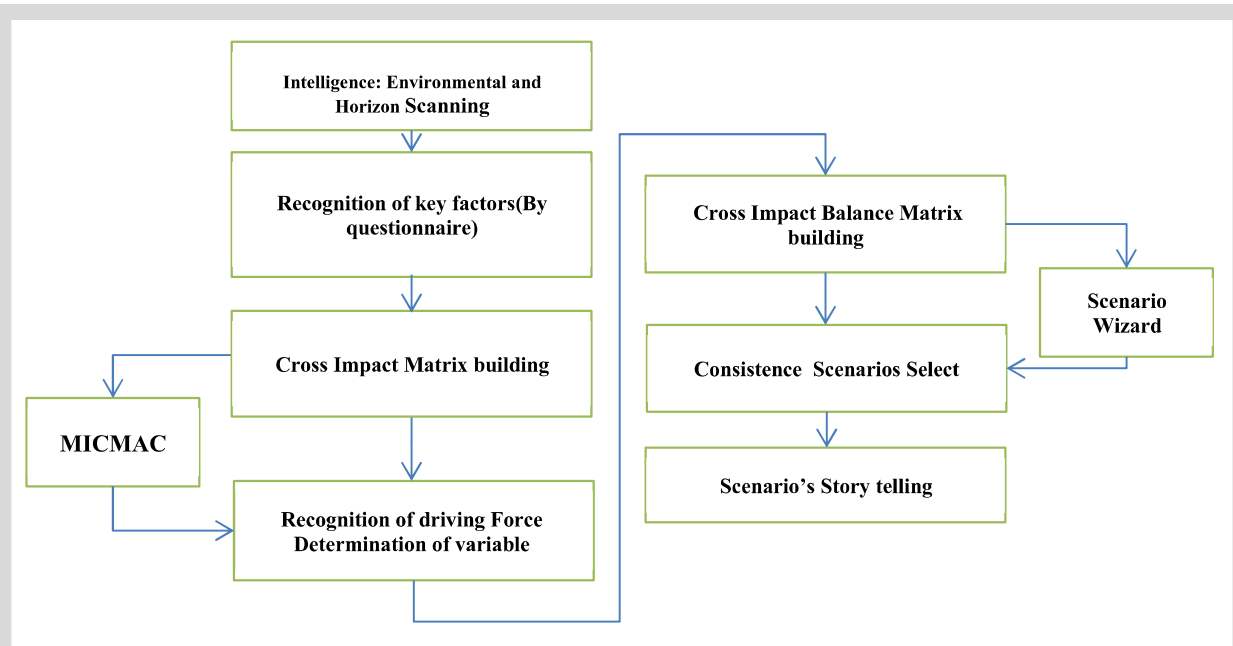 Intelligence: Environmental and
Horizon Scanning
Recognition of key factors(By
questionnaire)
Cross Impact Matrix building
MICMAC
Recognition of driving Force
Determination of variable
Cross Impact Balance Matrix
building
Scenario
Wizard
Consistence Scenarios Select
Scenario’s Story telling